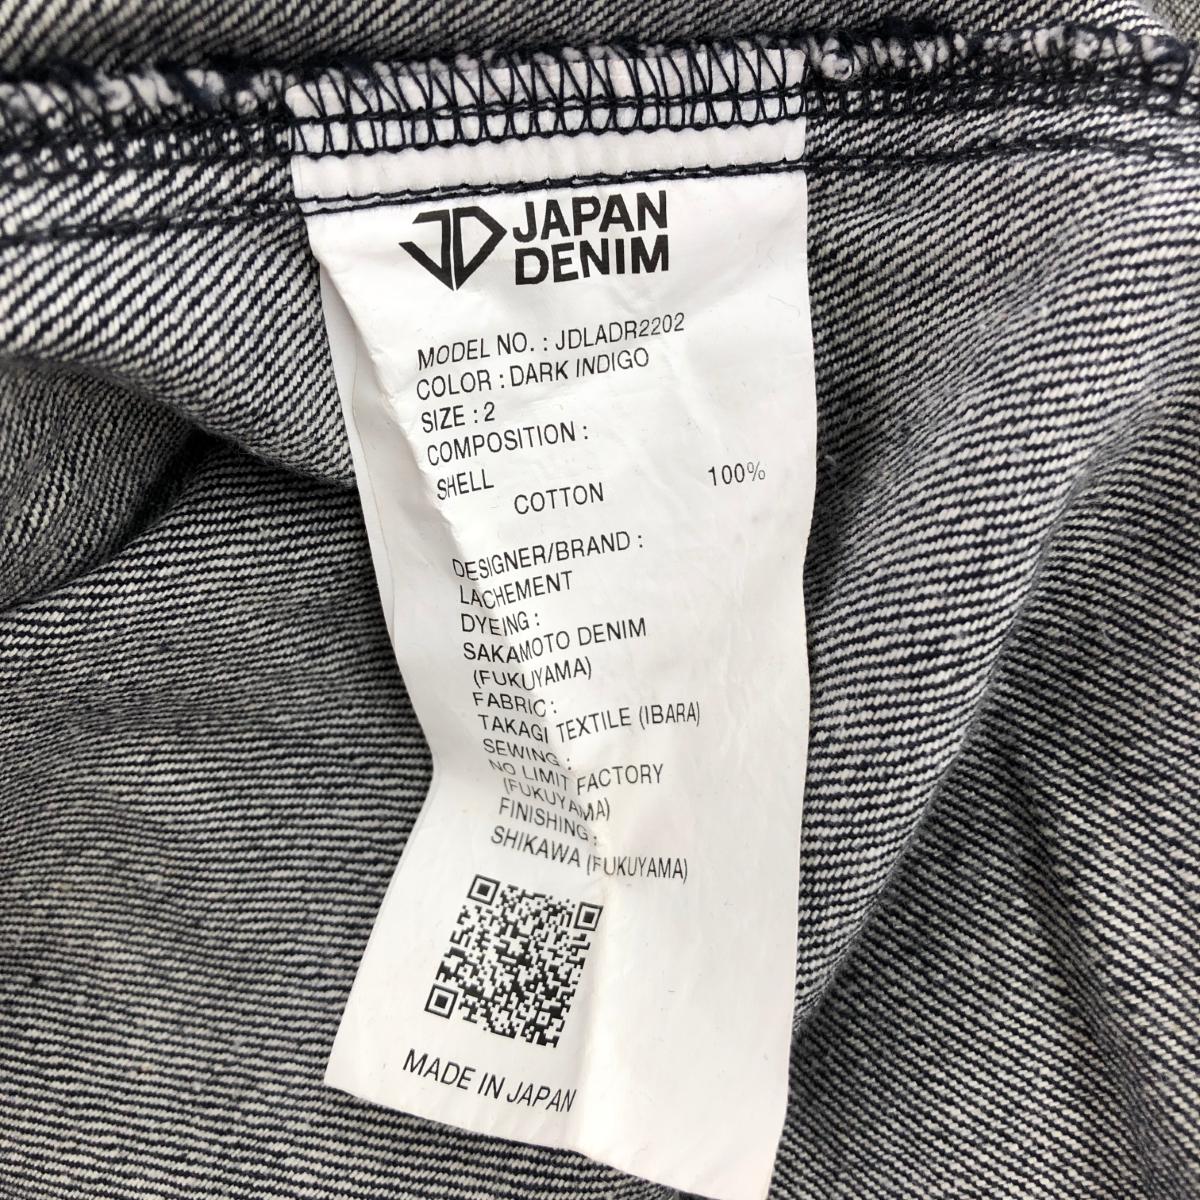 JD JAPAN
DENIM
MODEL NO. : JDLADR2202
COLOR : DARK INDIGO
SIZE : 2
COMPOSITION :
SHELL
COTTON 100%
DESIGNER/BRAND :
LACHEMENT
DYEING :
SAKAMOTO DENIM
(FUKUYAMA)
FABRIC :
TAKAGI TEXTILE (IBARA)
SEWING :
NO LIMIT FACTORY
(FUKUYAMA)
FINISHING :
SHIKAWA (FUKUYAMA)
MADE IN JAPAN